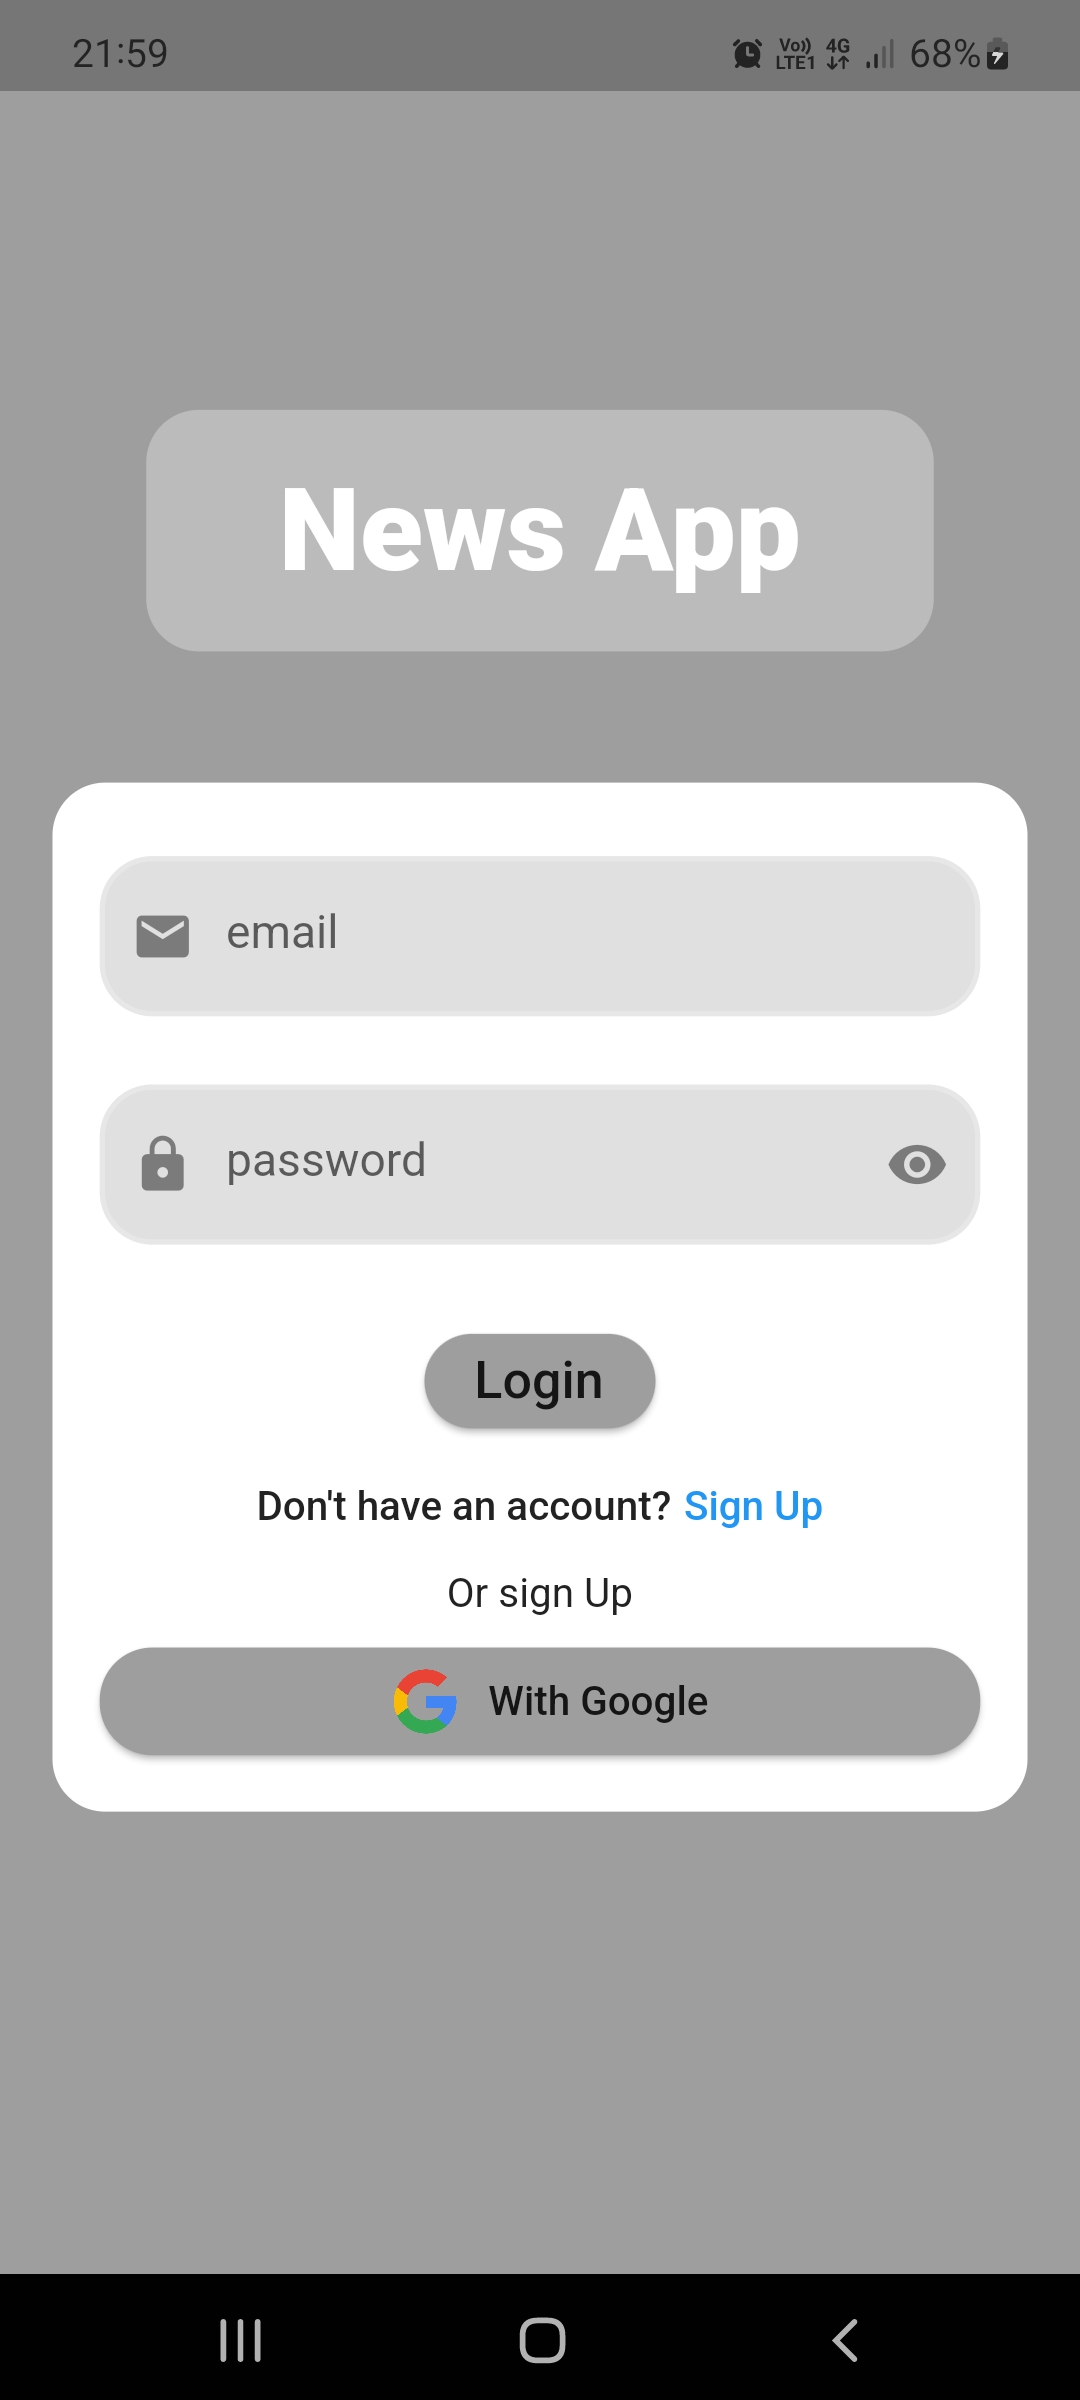 21:59 Vo)) LTE1 4G 68%
News App
email
password
Login
Don't have an account? Sign Up
Or sign Up
With Google